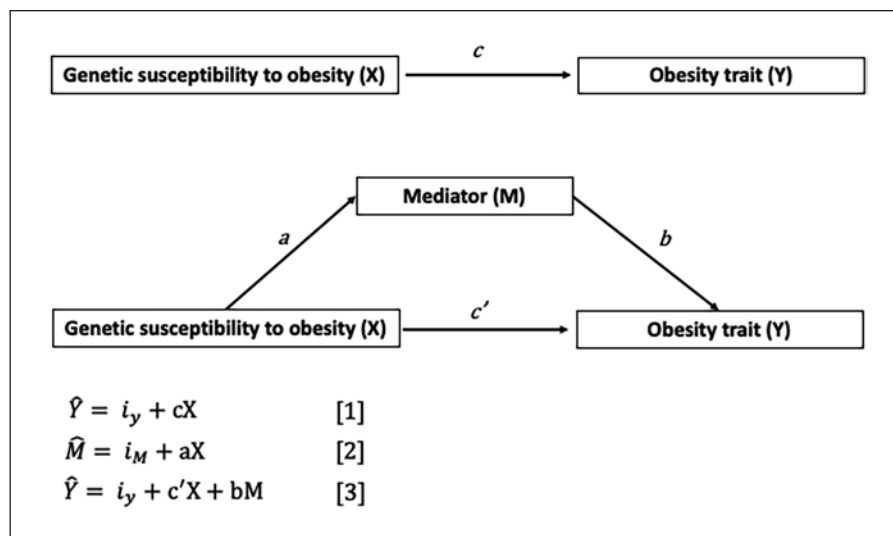 c
Genetic susceptibility to obesity (X)
Obesity trait (Y)
Mediator (M)
a
b
Genetic susceptibility to obesity (X)
c′
Obesity trait (Y)
Ŷ = i_y + cX [1]
M̂ = i_M + aX [2]
Ŷ = i_y + c′X + bM [3]